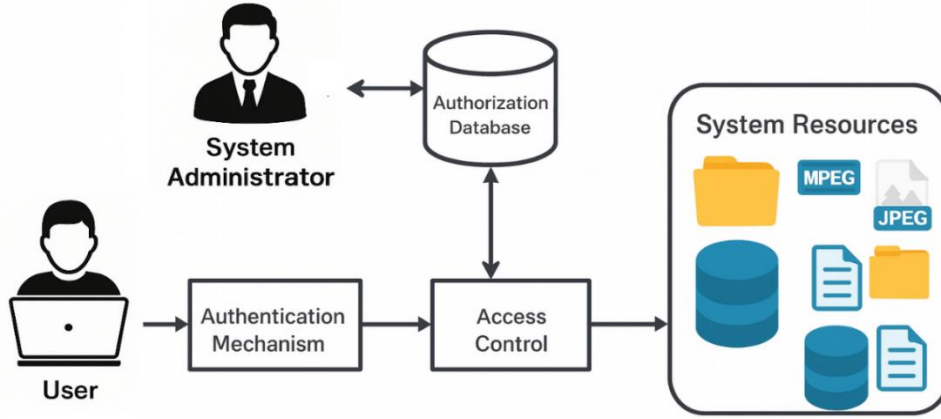 System
Administrator
Authorization
Database
System Resources
MPEG
JPEG
User
Authentication
Mechanism
Access
Control